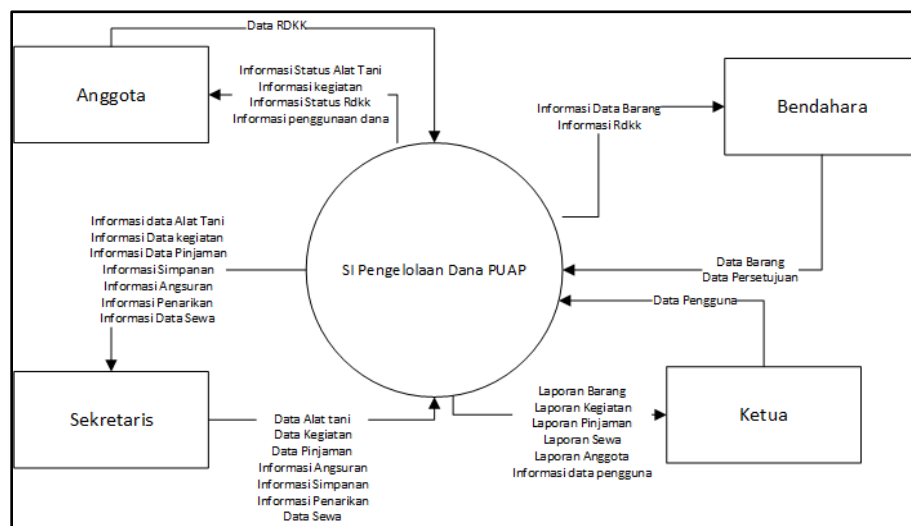 Data RDKK
Anggota
Informasi Status Alat Tani
Informasi kegiatan
Informasi Status Rdkk
Informasi penggunaan dana
Informasi Data Barang
Informasi Rdkk
Bendahara
Informasi data Alat Tani
Informasi Data kegiatan
Informasi Data Pinjaman
Informasi Simpanan
Informasi Angsuran
Informasi Penarikan
Informasi Data Sewa
SI Pengelolaan Dana PUAP
Data Barang
Data Persetujuan
Data Pengguna
Sekretaris
Data Alat tani
Data Kegiatan
Data Pinjaman
Informasi Angsuran
Informasi Simpanan
Informasi Penarikan
Data Sewa
Laporan Barang
Laporan Kegiatan
Laporan Pinjaman
Laporan Sewa
Laporan Anggota
Informasi data pengguna
Ketua